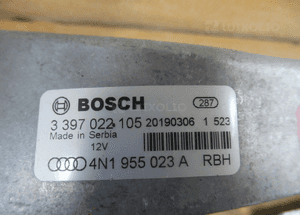 BOSCH 287
3 397 022 105 20190306 1 523
Made in Serbia
12V
4N1 955 023 A RBH